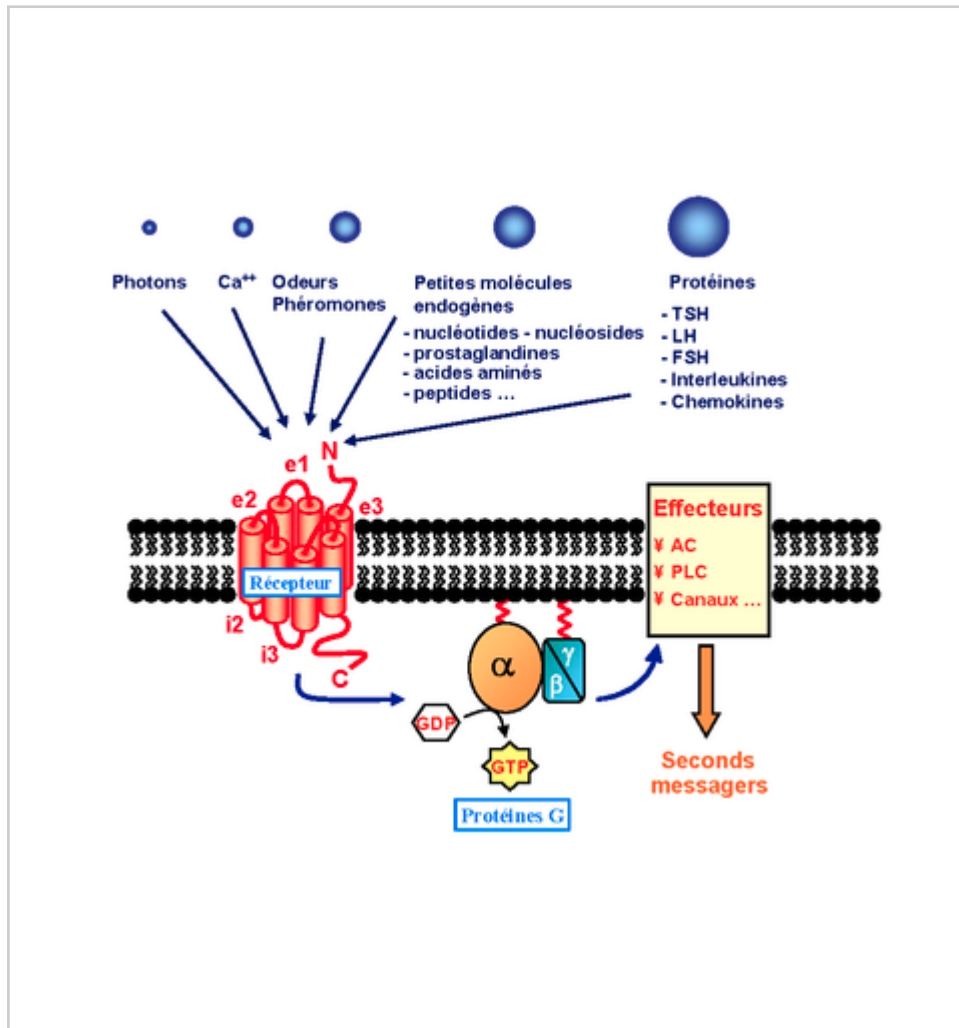 Photons
Ca++
Odeurs
Phéromones
Petites molécules
endogènes
- nucléotides - nucléosides
- prostaglandines
- acides aminés
- peptides ...
Protéines
- TSH
- LH
- FSH
- Interleukines
- Chemokines
N
e1
e2
e3
Récepteur
i2
i3
C
Effecteurs
¥ AC
¥ PLC
¥ Canaux ...
α
γ
β
GDP
GTP
Protéines G
Seconds
messagers